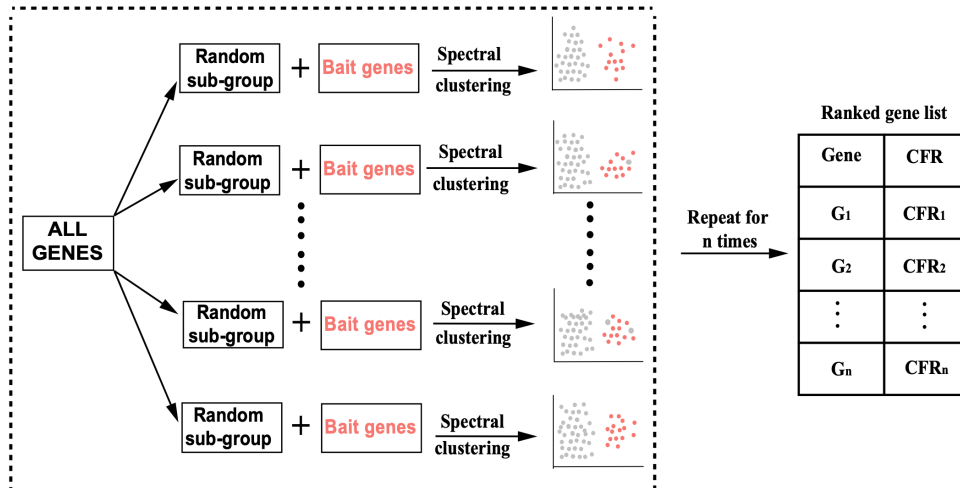 ALL
GENES
Random
sub-group
+
Bait genes
Spectral
clustering
Random
sub-group
+
Bait genes
Spectral
clustering
Random
sub-group
+
Bait genes
Spectral
clustering
Random
sub-group
+
Bait genes
Spectral
clustering
Repeat for
n times
Ranked gene list
Gene CFR
G₁ CFR₁
G₂ CFR₂
⋮ ⋮
Gₙ CFRₙ